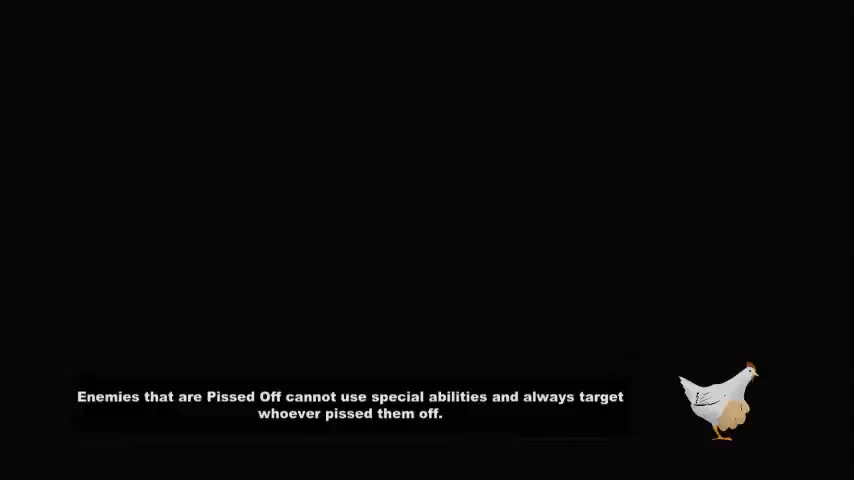 Enemies that are Pissed Off cannot use special abilities and always target
whoever pissed them off.